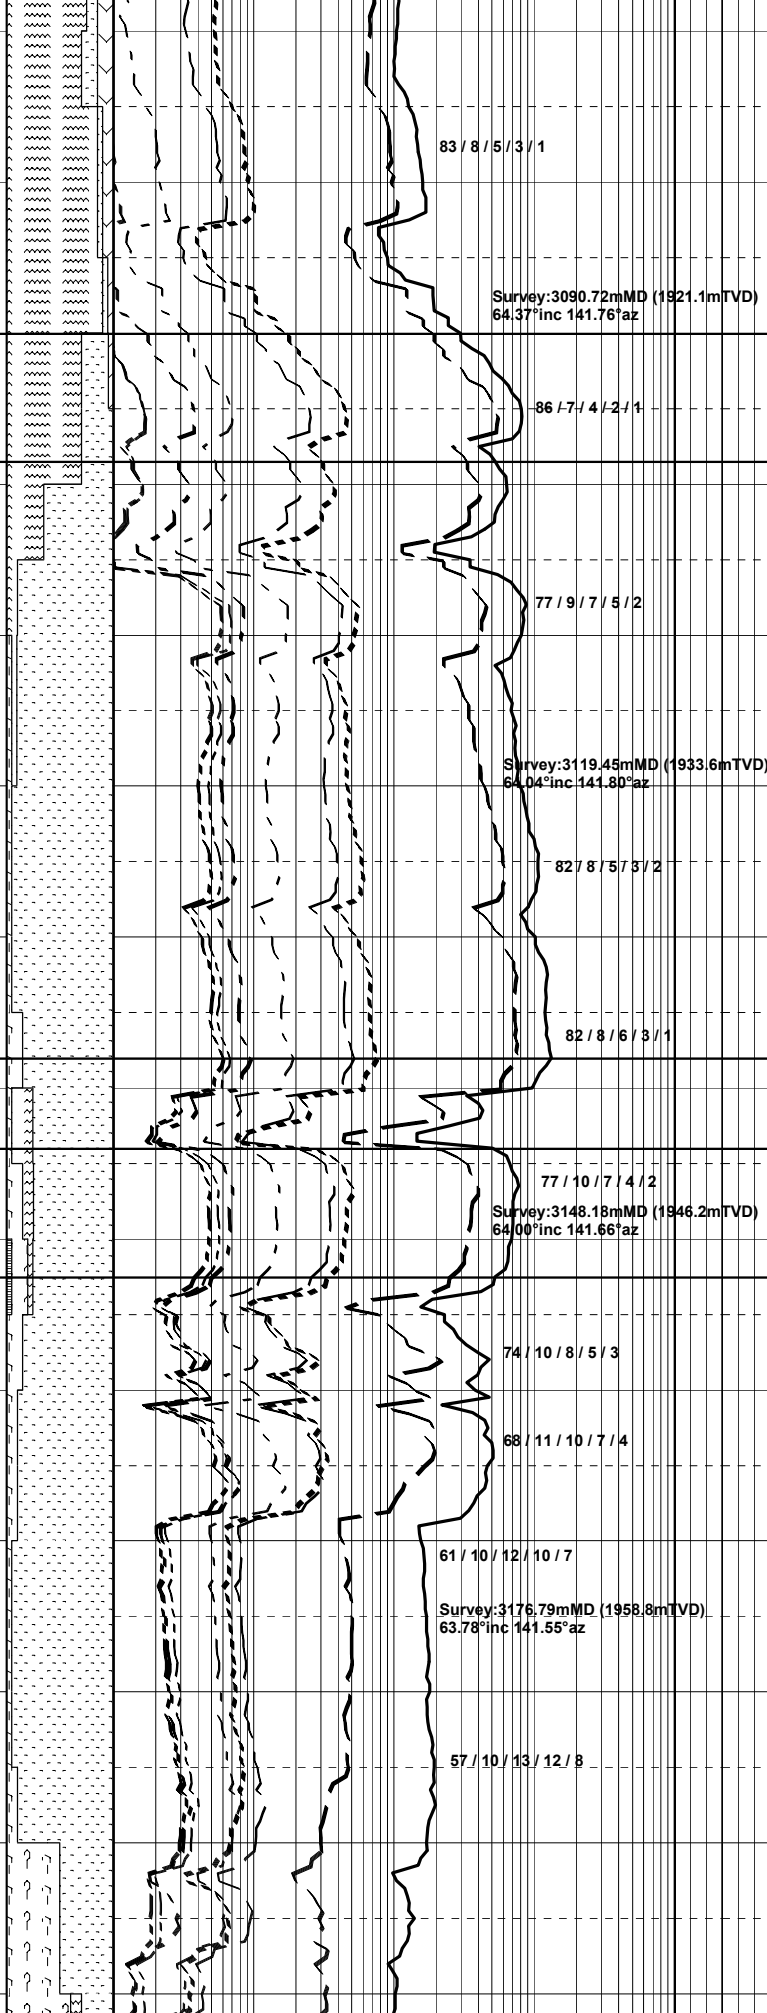 83 / 8 / 5 / 3 / 1
Survey:3090.72mMD (1921.1mTVD)
64.37°inc 141.76°az
86 / 7 / 4 / 2 / 1
77 / 9 / 7 / 5 / 2
Survey:3119.45mMD (1933.6mTVD)
64.04°inc 141.80°az
82 / 8 / 5 / 3 / 2
82 / 8 / 6 / 3 / 1
77 / 10 / 7 / 4 / 2
Survey:3148.18mMD (1946.2mTVD)
64.00°inc 141.66°az
74 / 10 / 8 / 5 / 3
68 / 11 / 10 / 7 / 4
61 / 10 / 12 / 10 / 7
Survey:3176.79mMD (1958.8mTVD)
63.78°inc 141.55°az
57 / 10 / 13 / 12 / 8